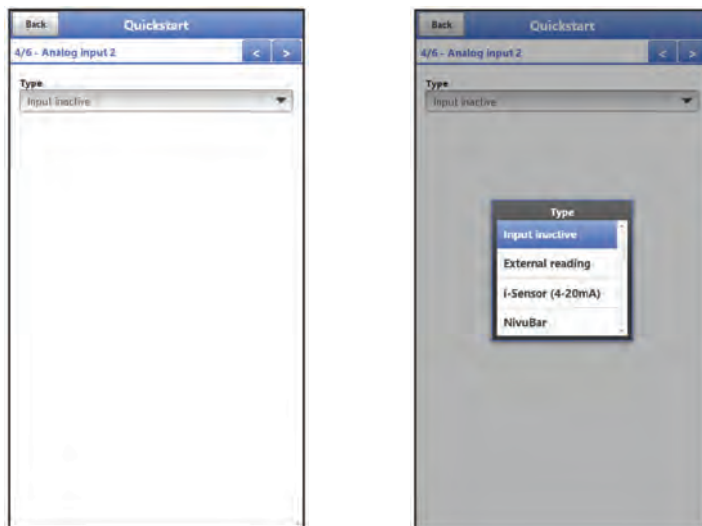 Back Quickstart
4/6 - Analog input 2 < >
Type
Input inactive
Back Quickstart
4/6 - Analog input 2 < >
Type
Input inactive
Type
Input inactive
External reading
i-Sensor (4-20mA)
NivuBar